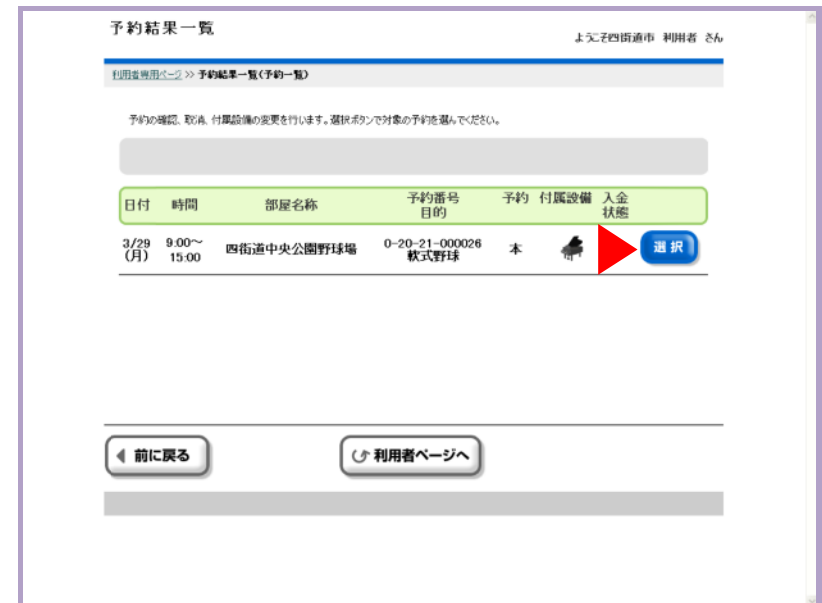 予約結果一覧
ようこそ四街道市 利用者 さん
利用者専用ページ >> 予約結果一覧(予約一覧)
予約の確認、取消、付属設備の変更を行います。選択ボタンで対象の予約を選んでください。
日付 時間 部屋名称 予約番号 目的 予約 付属設備 入金状態
3/29 (月) 9:00～15:00 四街道中央公園野球場 0-20-21-000026 軟式野球 本 選択
前に戻る 利用者ページへ